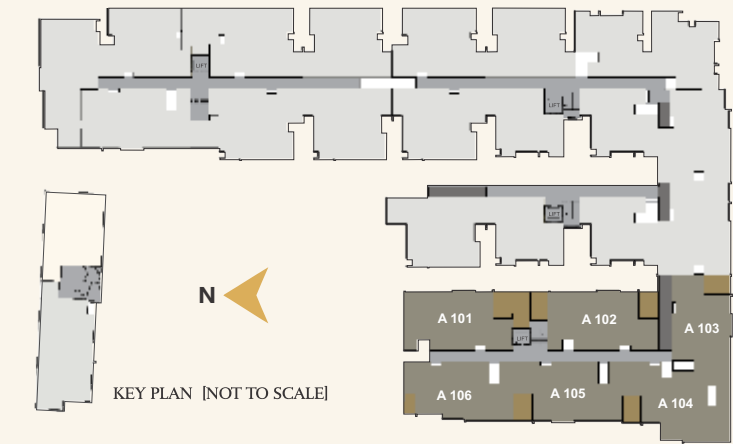 LIFT
LIFT
LIFT
N
A 101
A 102
A 103
LIFT
KEY PLAN [NOT TO SCALE]
A 106
A 105
A 104